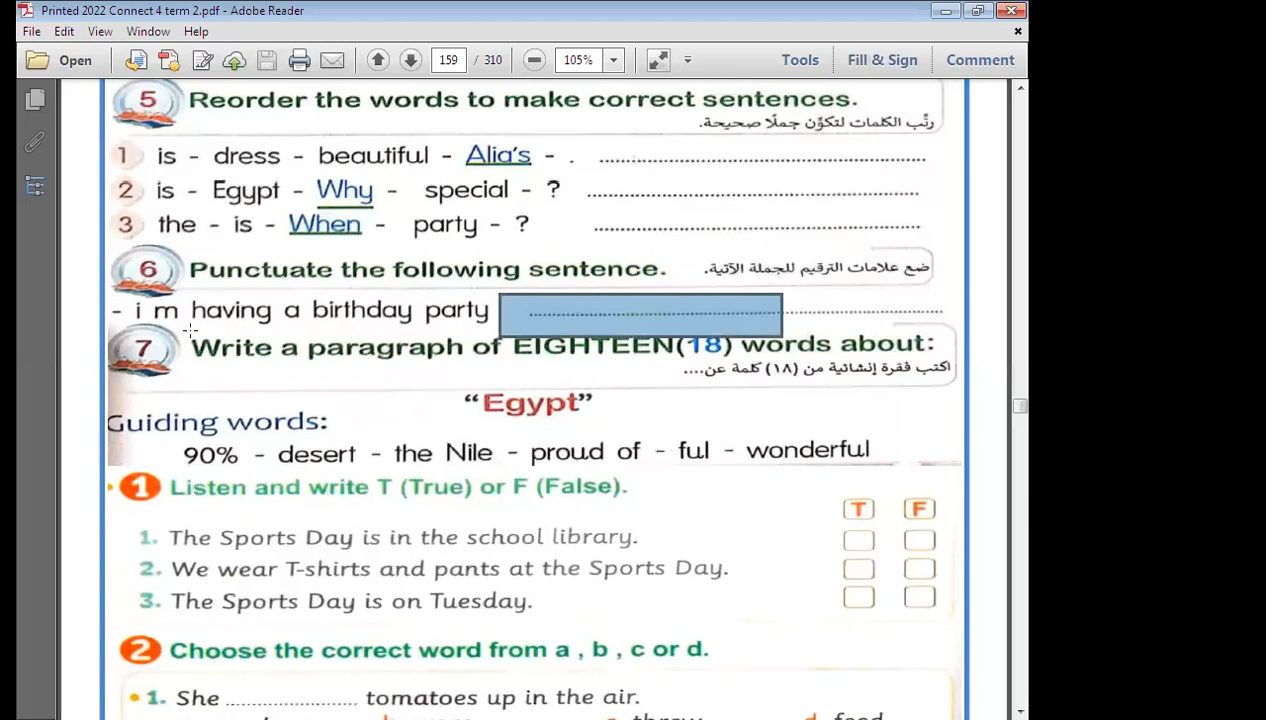 Printed 2022 Connect 4 term 2.pdf - Adobe Reader
File Edit View Window Help
Open 159 / 310 105% Tools Fill & Sign Comment
5 Reorder the words to make correct sentences.
رتِّب الكلمات لتكوِّن جملًا صحيحة.
1 is - dress - beautiful - Alia's - . ........................................
2 is - Egypt - Why - special - ? ........................................
3 the - is - When - party - ? ........................................
6 Punctuate the following sentence. ضع علامات الترقيم للجملة الآتية.
- i m having a birthday party ........................................
7 Write a paragraph of EIGHTEEN(18) words about:
اكتب فقرة إنشائية من (١٨) كلمة عن....
“Egypt”
Guiding words:
90% - desert - the Nile - proud of - ful - wonderful
1 Listen and write T (True) or F (False).
T F
1. The Sports Day is in the school library.
2. We wear T-shirts and pants at the Sports Day.
3. The Sports Day is on Tuesday.
2 Choose the correct word from a , b , c or d.
1. She ........................ tomatoes up in the air.
throw d. feed